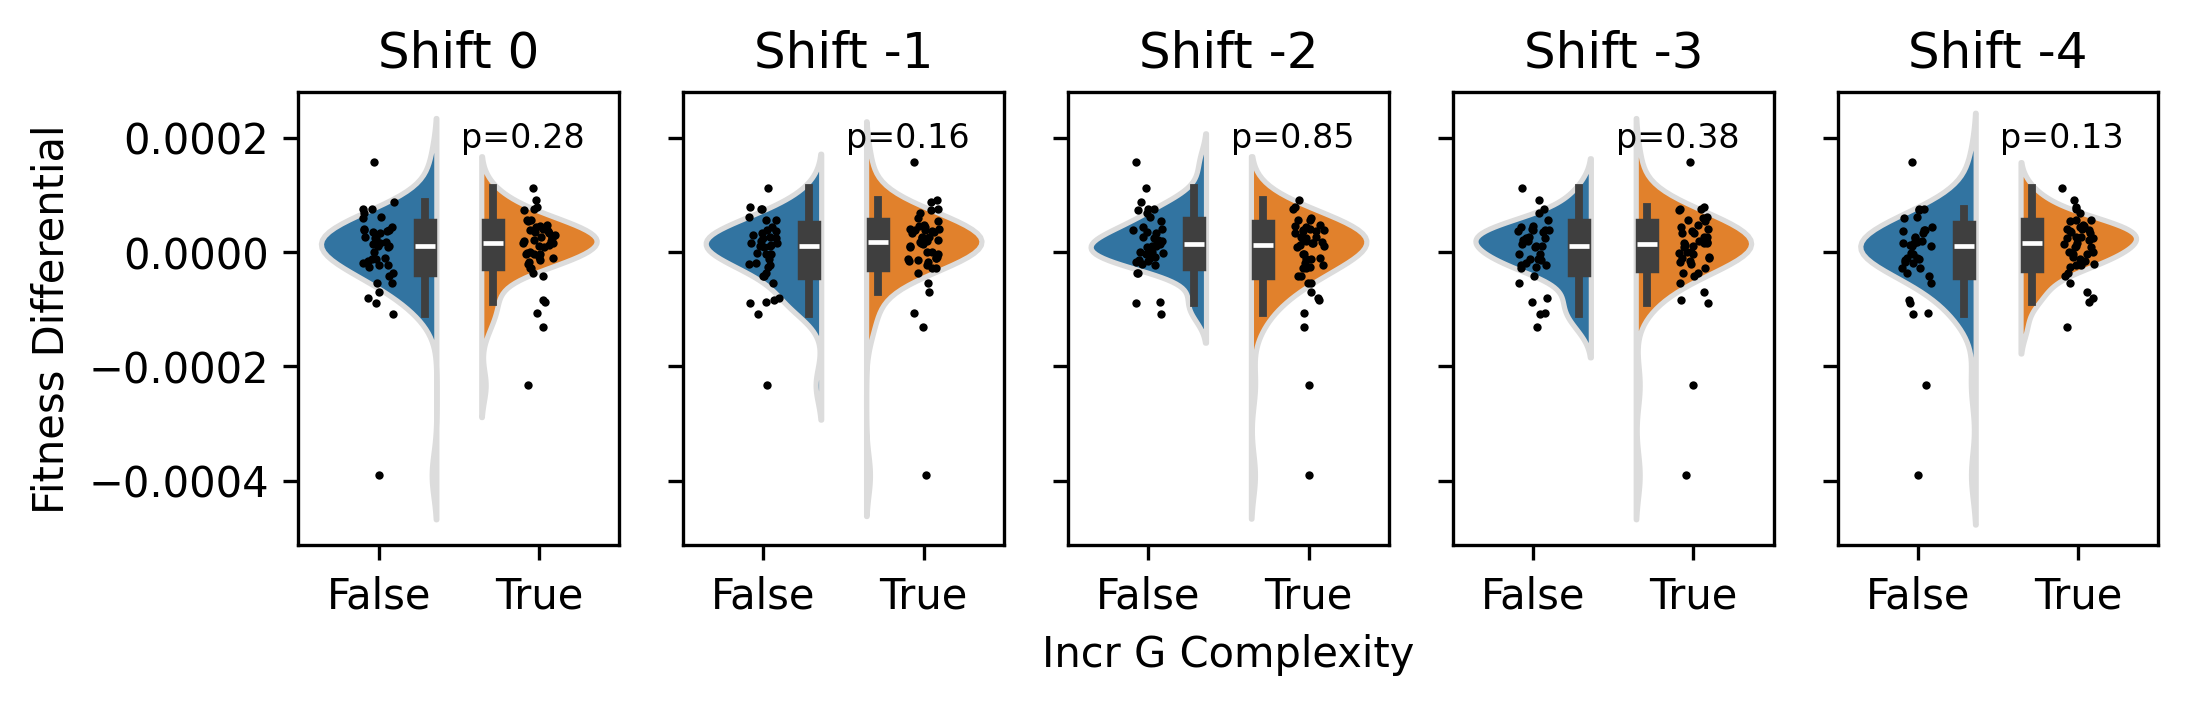 Shift 0
Shift -1
Shift -2
Shift -3
Shift -4
Fitness Differential
0.0002
0.0000
−0.0002
−0.0004
p=0.28
p=0.16
p=0.85
p=0.38
p=0.13
False True
False True
False True
False True
False True
Incr G Complexity